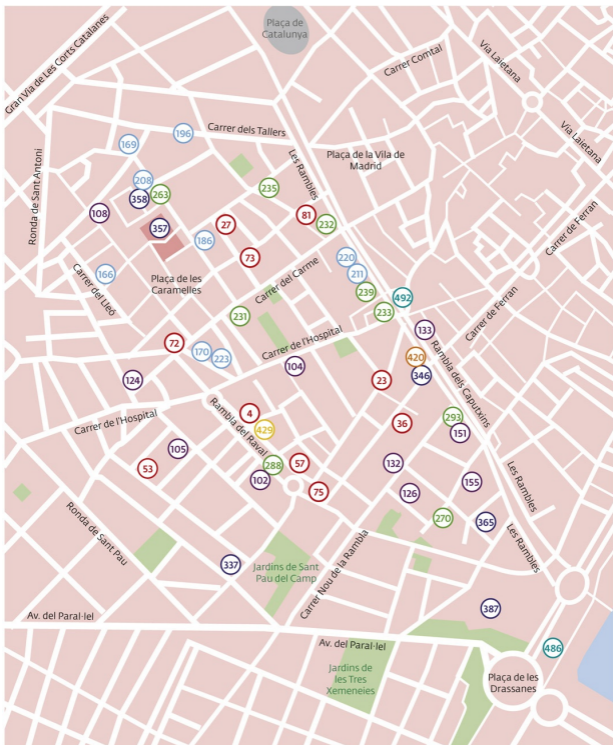 Plaça de
Catalunya
Gran Via de Les Corts Catalanes
Carrer Comtal
Via Laietana
196
Carrer dels Tallers
169
Plaça de la Vila de
Madrid
Via Laietana
Les Rambles
Ronda de Sant Antoni
208
235
358
263
108
81
27
232
357
186
Carrer de Ferran
73
220
166
211
Carrer del Carme
Plaça de les
Caramelles
Carrer del Lleó
239
492
231
233
Carrer de Ferran
133
72
Carrer de l'Hospital
170
223
420
104
346
124
23
Rambla dels Caputxins
4
Carrer de l'Hospital
429
36
293
Rambla del Raval
151
105
53
288
57
132
102
155
75
126
Les Rambles
270
365
Ronda de Sant Pau
Les Rambles
337
Jardins de Sant
Pau del Camp
Carrer Nou de la Rambla
387
Av. del Paral·lel
Av. del Paral·lel
486
Jardins de
les Tres
Xemeneies
Plaça de les
Drassanes